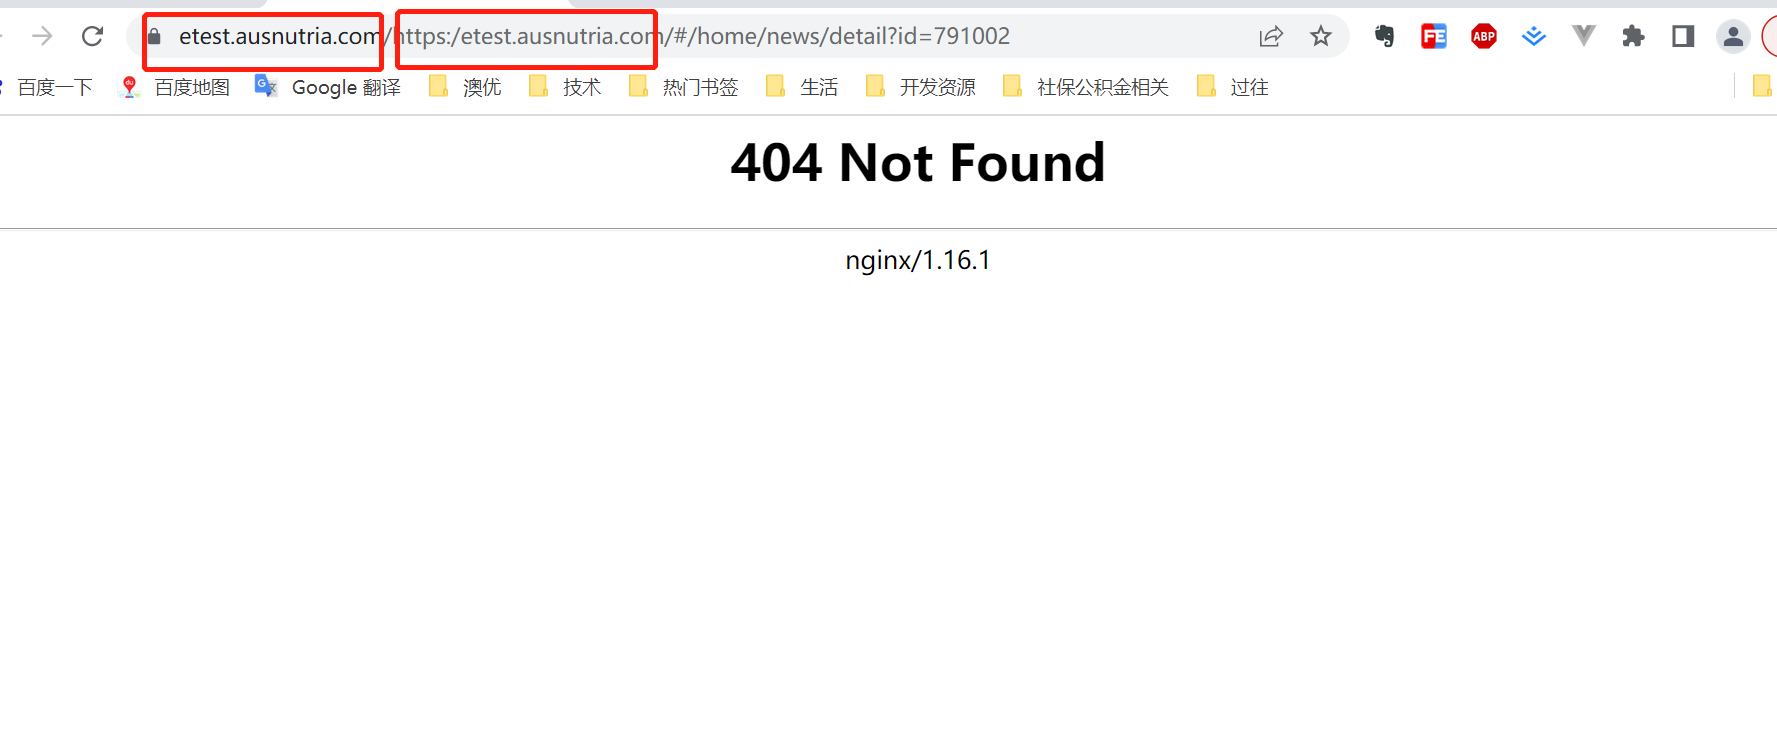 etest.ausnutria.com/https:/etest.ausnutria.com/#/home/news/detail?id=791002
FE
ABP
百度一下 du 百度地图 G Google 翻译 澳优 技术 热门书签 生活 开发资源 社保公积金相关 过往
404 Not Found
nginx/1.16.1